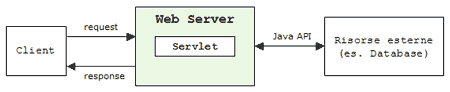 request
Client
response
Web Server
Servlet
Java API
Risorse esterne
(es. Database)